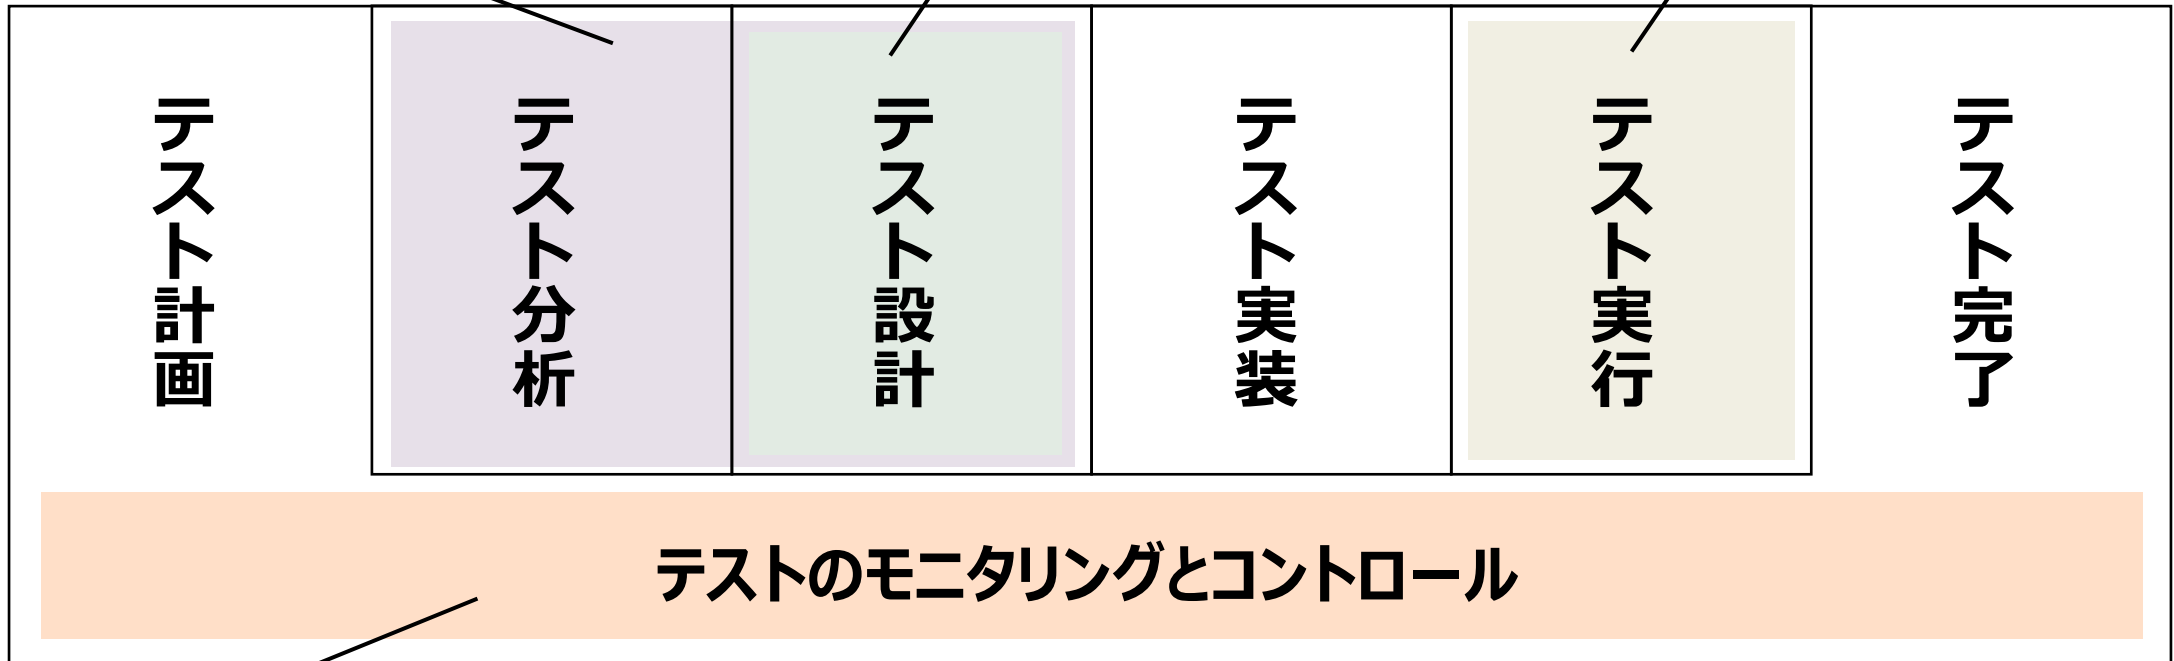 テスト計画
テスト分析
テスト設計
テスト実装
テスト実行
テスト完了
テストのモニタリングとコントロール